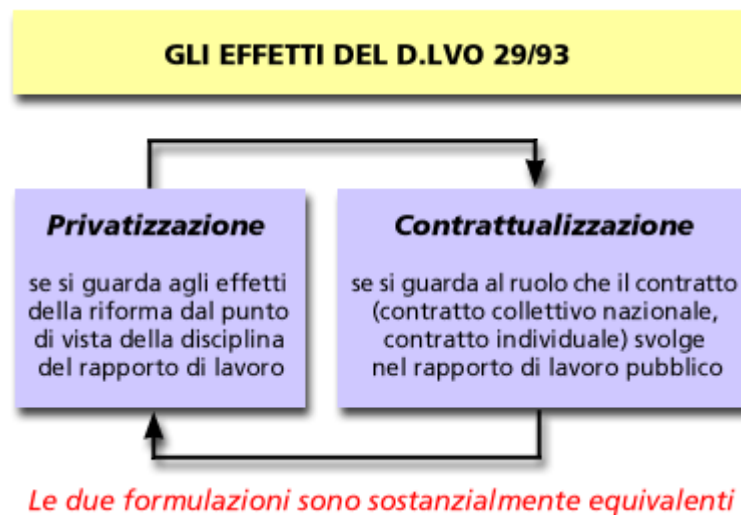 GLI EFFETTI DEL D.LVO 29/93
Privatizzazione
se si guarda agli effetti
della riforma dal punto
di vista della disciplina
del rapporto di lavoro
Contrattualizzazione
se si guarda al ruolo che il contratto
(contratto collettivo nazionale,
contratto individuale) svolge
nel rapporto di lavoro pubblico
Le due formulazioni sono sostanzialmente equivalenti